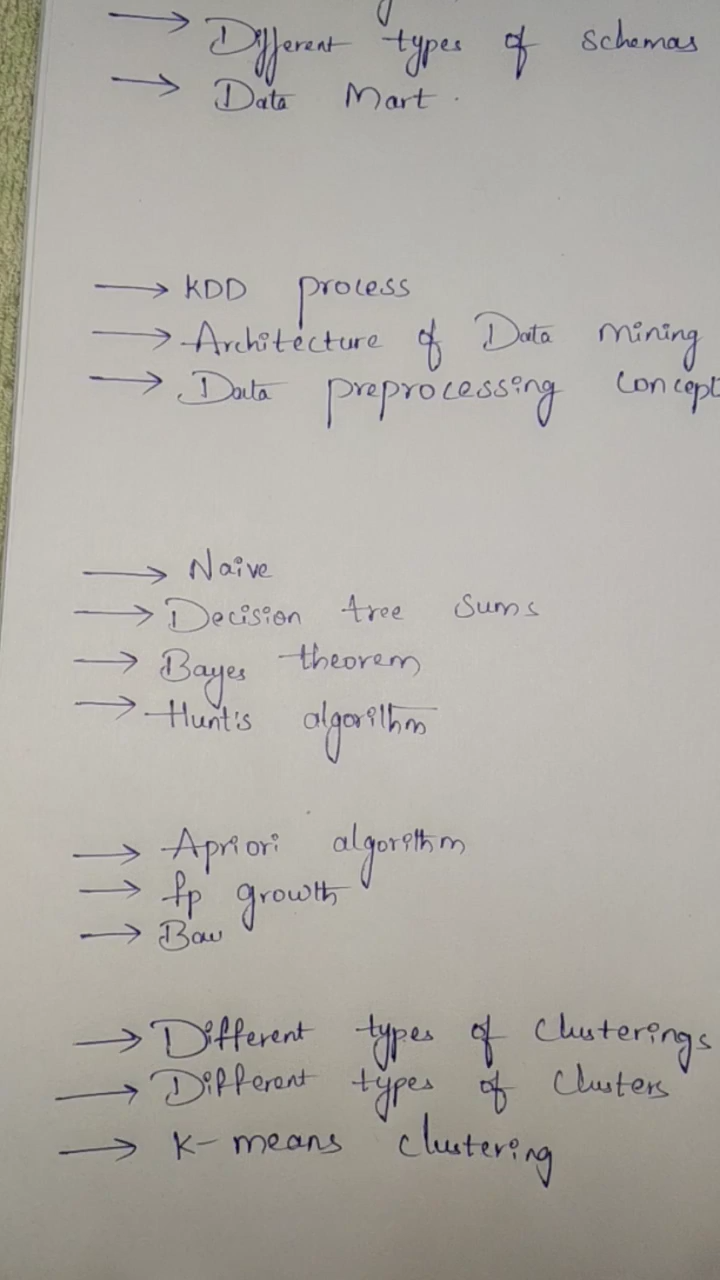 → Different types of schemas
→ Data Mart.
→ KDD process
→ Architecture of Data mining
→ Data preprocessing concept
→ Naive
→ Decision tree sums
→ Bayes theorem
→ Hunt's algorithm
→ Apriori algorithm
→ fp growth
→ Bow
→ Different types of clusterings
→ Different types of clusters
→ K-means clustering